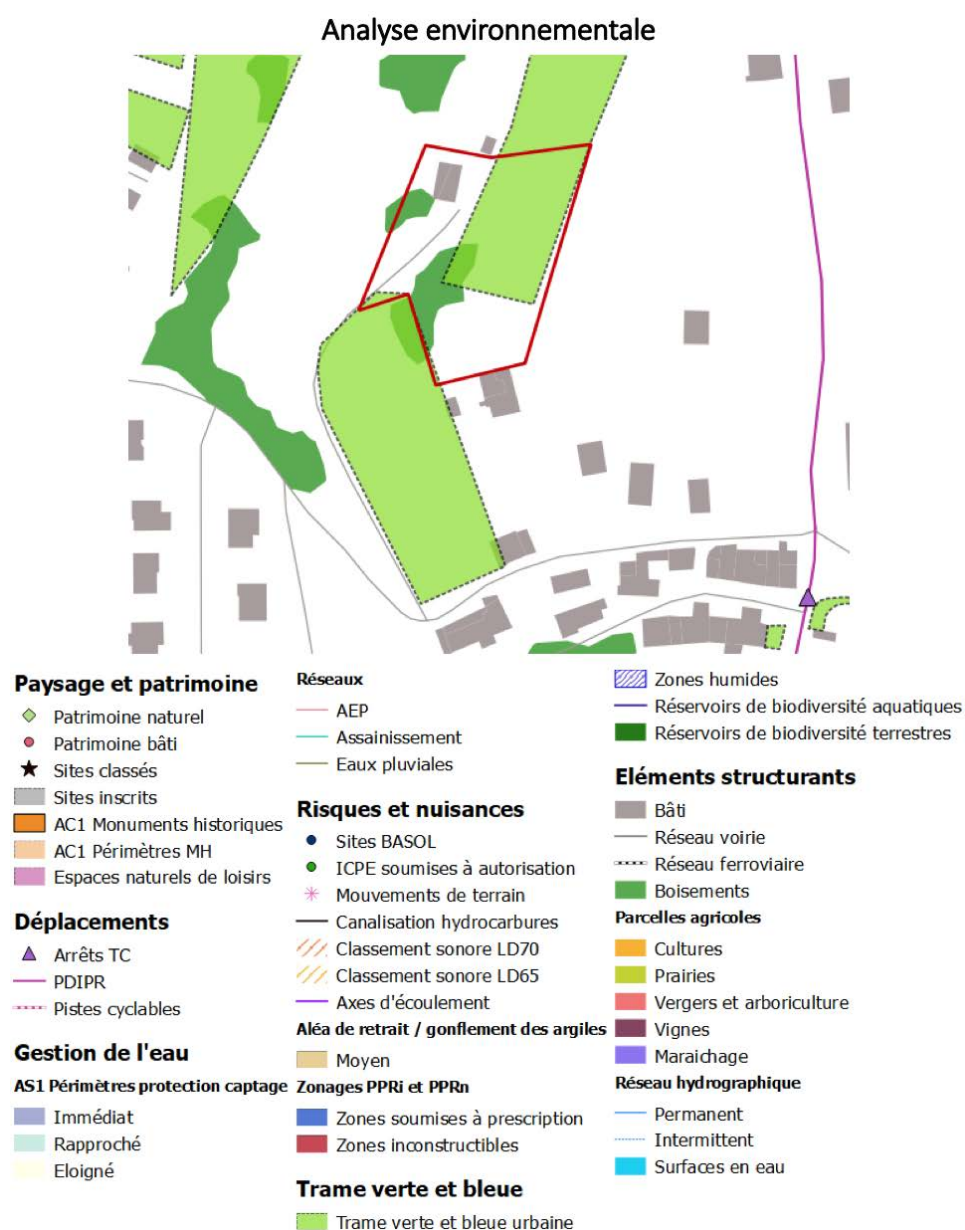 Analyse environnementale
Paysage et patrimoine
Patrimoine naturel
Patrimoine bâti
Sites classés
Sites inscrits
AC1 Monuments historiques
AC1 Périmètres MH
Espaces naturels de loisirs
Déplacements
Arrêts TC
PDIPR
Pistes cyclables
Gestion de l'eau
AS1 Périmètres protection captage
Immédiat
Rapproché
Eloigné
Réseaux
AEP
Assainissement
Eaux pluviales
Risques et nuisances
Sites BASOL
ICPE soumises à autorisation
Mouvements de terrain
Canalisation hydrocarbures
Classement sonore LD70
Classement sonore LD65
Axes d'écoulement
Aléa de retrait / gonflement des argiles
Moyen
Zonages PPRi et PPRn
Zones soumises à prescription
Zones inconstructibles
Trame verte et bleue
Trame verte et bleue urbaine
Zones humides
Réservoirs de biodiversité aquatiques
Réservoirs de biodiversité terrestres
Eléments structurants
Bâti
Réseau voirie
Réseau ferroviaire
Boisements
Parcelles agricoles
Cultures
Prairies
Vergers et arboriculture
Vignes
Maraichage
Réseau hydrographique
Permanent
Intermittent
Surfaces en eau